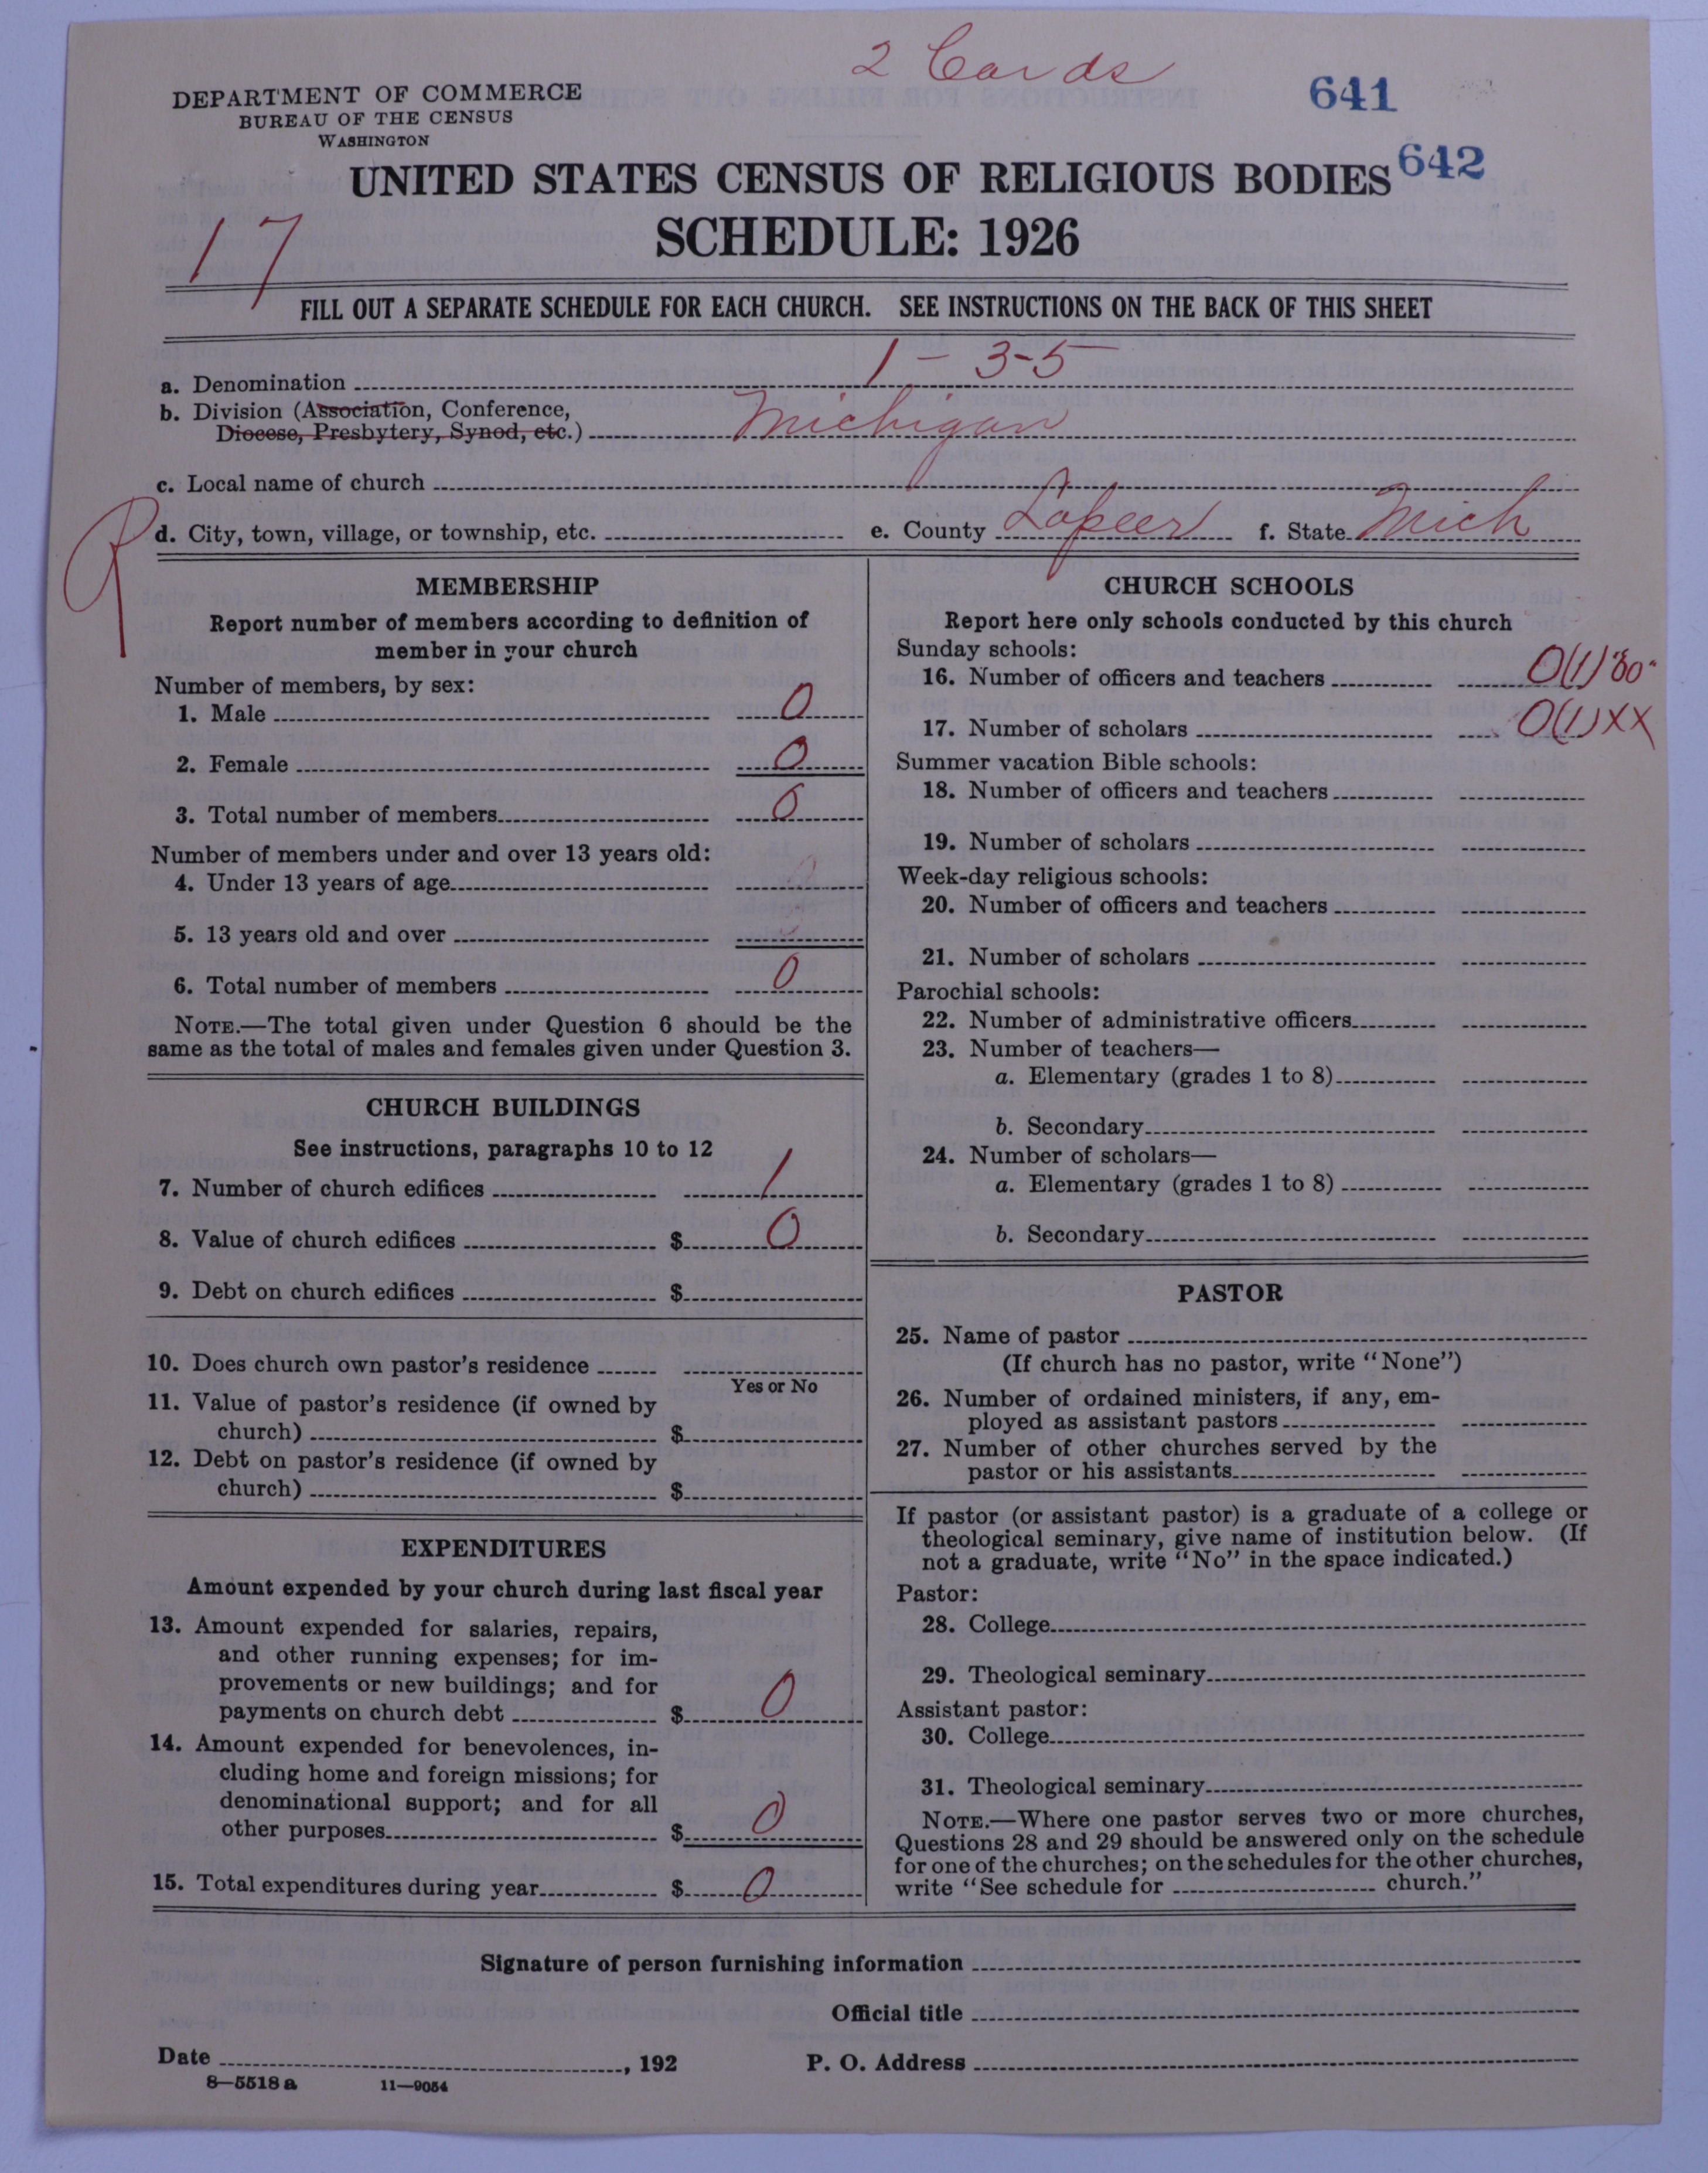 2 Cards
641
DEPARTMENT OF COMMERCE
BUREAU OF THE CENSUS
WASHINGTON
642
UNITED STATES CENSUS OF RELIGIOUS BODIES
SCHEDULE: 1926
17
FILL OUT A SEPARATE SCHEDULE FOR EACH CHURCH. SEE INSTRUCTIONS ON THE BACK OF THIS SHEET
a. Denomination 1-3-5
b. Division (Association, Conference,
Diocese, Presbytery, Synod, etc.) Michigan
c. Local name of church
R
d. City, town, village, or township, etc. e. County Lapeer f. State Mich
MEMBERSHIP
Report number of members according to definition of
member in your church
Number of members, by sex:
1. Male 0
2. Female 0
3. Total number of members 0
Number of members under and over 13 years old:
4. Under 13 years of age
5. 13 years old and over
6. Total number of members 0
NOTE.—The total given under Question 6 should be the
same as the total of males and females given under Question 3.
CHURCH BUILDINGS
See instructions, paragraphs 10 to 12
7. Number of church edifices 1
8. Value of church edifices $ 0
9. Debt on church edifices $
10. Does church own pastor's residence
Yes or No
11. Value of pastor's residence (if owned by
church) $
12. Debt on pastor's residence (if owned by
church) $
EXPENDITURES
Amount expended by your church during last fiscal year
13. Amount expended for salaries, repairs,
and other running expenses; for im-
provements or new buildings; and for
payments on church debt $ 0
14. Amount expended for benevolences, in-
cluding home and foreign missions; for
denominational support; and for all
other purposes $ 0
15. Total expenditures during year $ 0
CHURCH SCHOOLS
Report here only schools conducted by this church
Sunday schools:
16. Number of officers and teachers 0(1)
17. Number of scholars 0(1)XX
Summer vacation Bible schools:
18. Number of officers and teachers
19. Number of scholars
Week-day religious schools:
20. Number of officers and teachers
21. Number of scholars
Parochial schools:
22. Number of administrative officers
23. Number of teachers—
a. Elementary (grades 1 to 8)
b. Secondary
24. Number of scholars—
a. Elementary (grades 1 to 8)
b. Secondary
PASTOR
25. Name of pastor
(If church has no pastor, write "None")
26. Number of ordained ministers, if any, em-
ployed as assistant pastors
27. Number of other churches served by the
pastor or his assistants
If pastor (or assistant pastor) is a graduate of a college or
theological seminary, give name of institution below. (If
not a graduate, write "No" in the space indicated.)
Pastor:
28. College
29. Theological seminary
Assistant pastor:
30. College
31. Theological seminary
NOTE.—Where one pastor serves two or more churches,
Questions 28 and 29 should be answered only on the schedule
for one of the churches; on the schedules for the other churches,
write "See schedule for church."
Signature of person furnishing information
Official title
Date , 192 P. O. Address
8—5518 a 11—9054